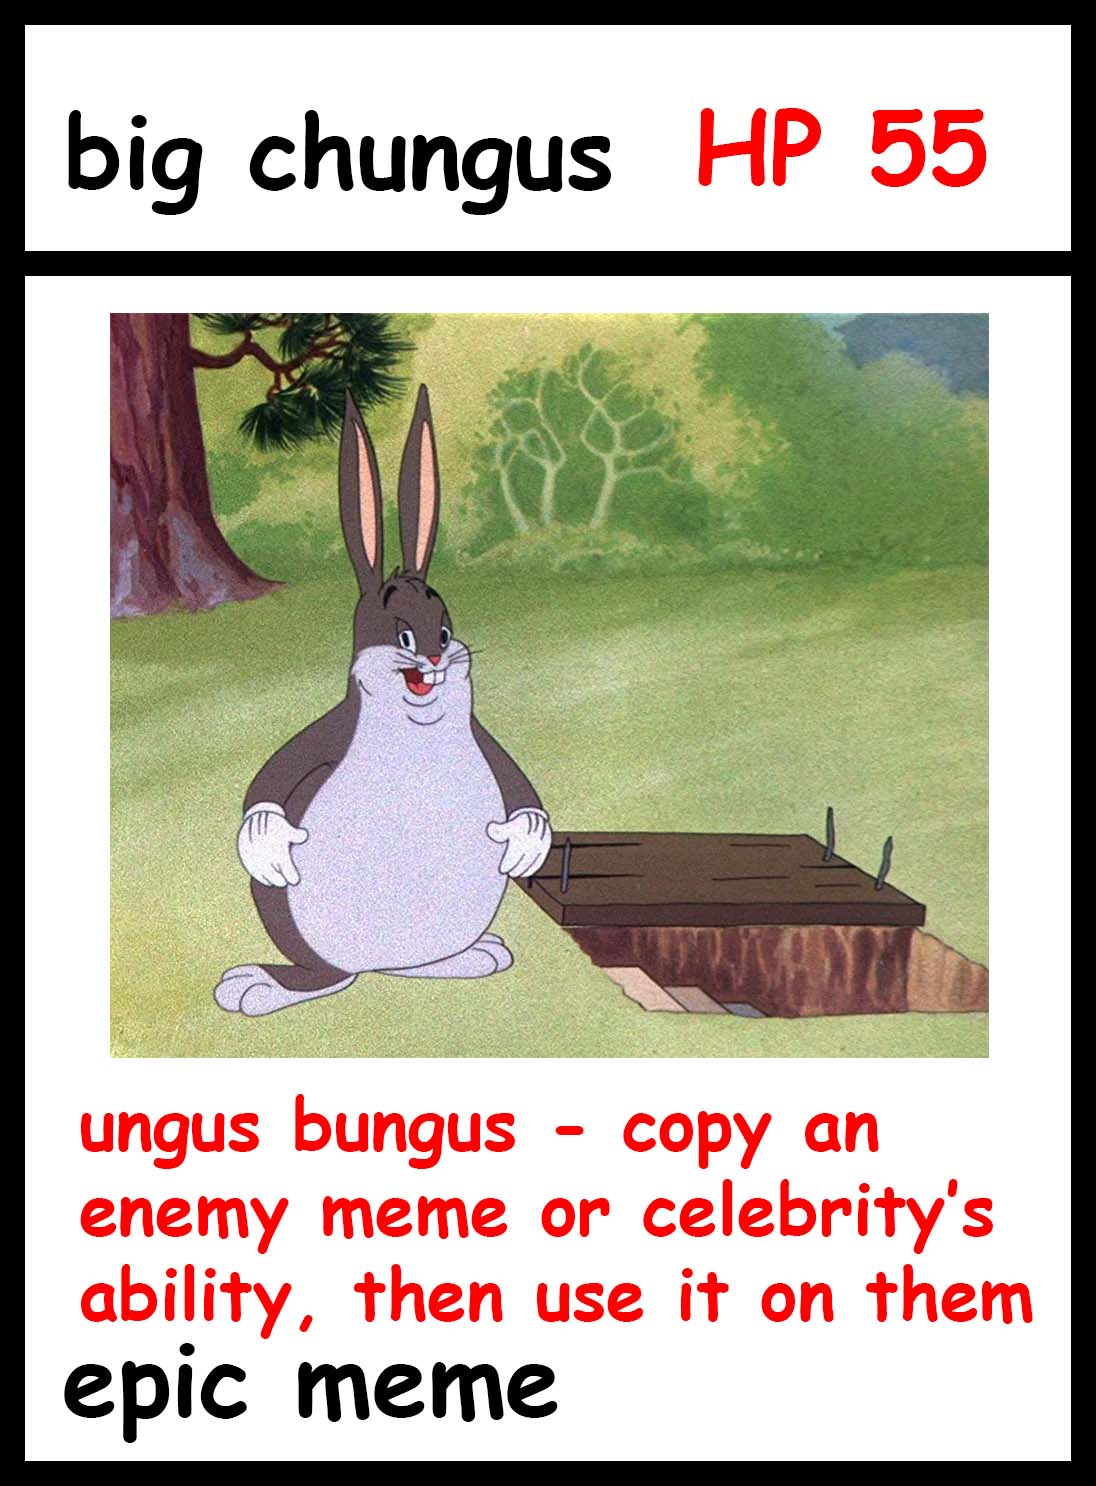 big chungus HP 55
ungus bungus - copy an
enemy meme or celebrity's
ability, then use it on them
epic meme